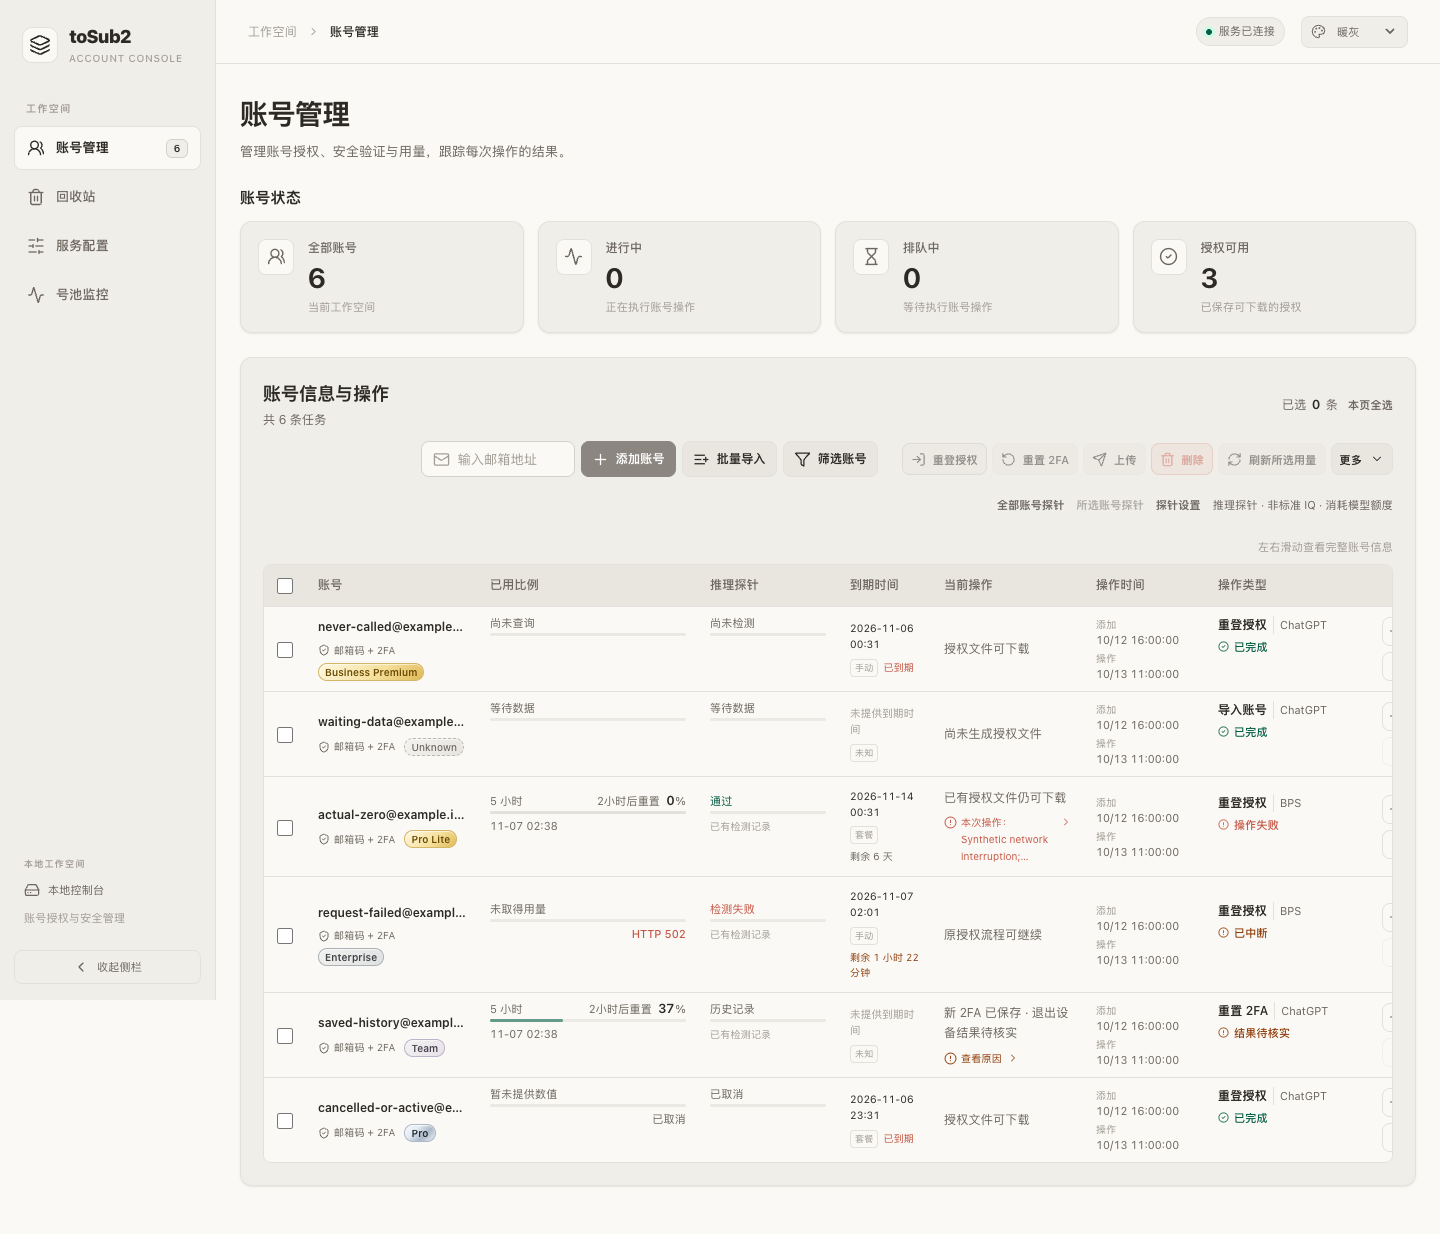 toSub2
ACCOUNT CONSOLE
工作空间
账号管理
6
回收站
服务配置
号池监控
本地工作空间
本地控制台
账号授权与安全管理
收起侧栏
工作空间
账号管理
服务已连接
暖灰
账号管理
管理账号授权、安全验证与用量，跟踪每次操作的结果。
账号状态
全部账号
6
当前工作空间
进行中
0
正在执行账号操作
排队中
0
等待执行账号操作
授权可用
3
已保存可下载的授权
账号信息与操作
共 6 条任务
已选 0 条 本页全选
输入邮箱地址
添加账号
批量导入
筛选账号
重登授权
重置 2FA
上传
删除
刷新所选用量
更多
全部账号探针 所选账号探针 探针设置 推理探针 · 非标准 IQ · 消耗模型额度
左右滑动查看完整账号信息
账号 已用比例 推理探针 到期时间 当前操作 操作时间 操作类型
never-called@example...
邮箱码 + 2FA
Business Premium
尚未查询
尚未检测
2026-11-06
00:31
手动 已到期
授权文件可下载
添加
10/12 16:00:00
操作
10/13 11:00:00
重登授权 ChatGPT
已完成
waiting-data@example...
邮箱码 + 2FA Unknown
等待数据
等待数据
未提供到期时
间
未知
尚未生成授权文件
添加
10/12 16:00:00
操作
10/13 11:00:00
导入账号 ChatGPT
已完成
actual-zero@example.i...
邮箱码 + 2FA Pro Lite
5 小时 2小时后重置 0%
11-07 02:38
通过
已有检测记录
2026-11-14
00:31
套餐
剩余 6 天
已有授权文件仍可下载
本次操作：
Synthetic network
interruption;...
添加
10/12 16:00:00
操作
10/13 11:00:00
重登授权 BPS
操作失败
request-failed@exampl...
邮箱码 + 2FA
Enterprise
未取得用量
HTTP 502
检测失败
已有检测记录
2026-11-07
02:01
手动
剩余 1 小时 22
分钟
原授权流程可继续
添加
10/12 16:00:00
操作
10/13 11:00:00
重登授权 BPS
已中断
saved-history@exampl...
邮箱码 + 2FA Team
5 小时 2小时后重置 37%
11-07 02:38
历史记录
已有检测记录
未提供到期时
间
未知
新 2FA 已保存 · 退出设
备结果待核实
查看原因
添加
10/12 16:00:00
操作
10/13 11:00:00
重置 2FA ChatGPT
结果待核实
cancelled-or-active@e...
邮箱码 + 2FA Pro
暂未提供数值
已取消
已取消
2026-11-06
23:31
套餐 已到期
授权文件可下载
添加
10/12 16:00:00
操作
10/13 11:00:00
重登授权 ChatGPT
已完成